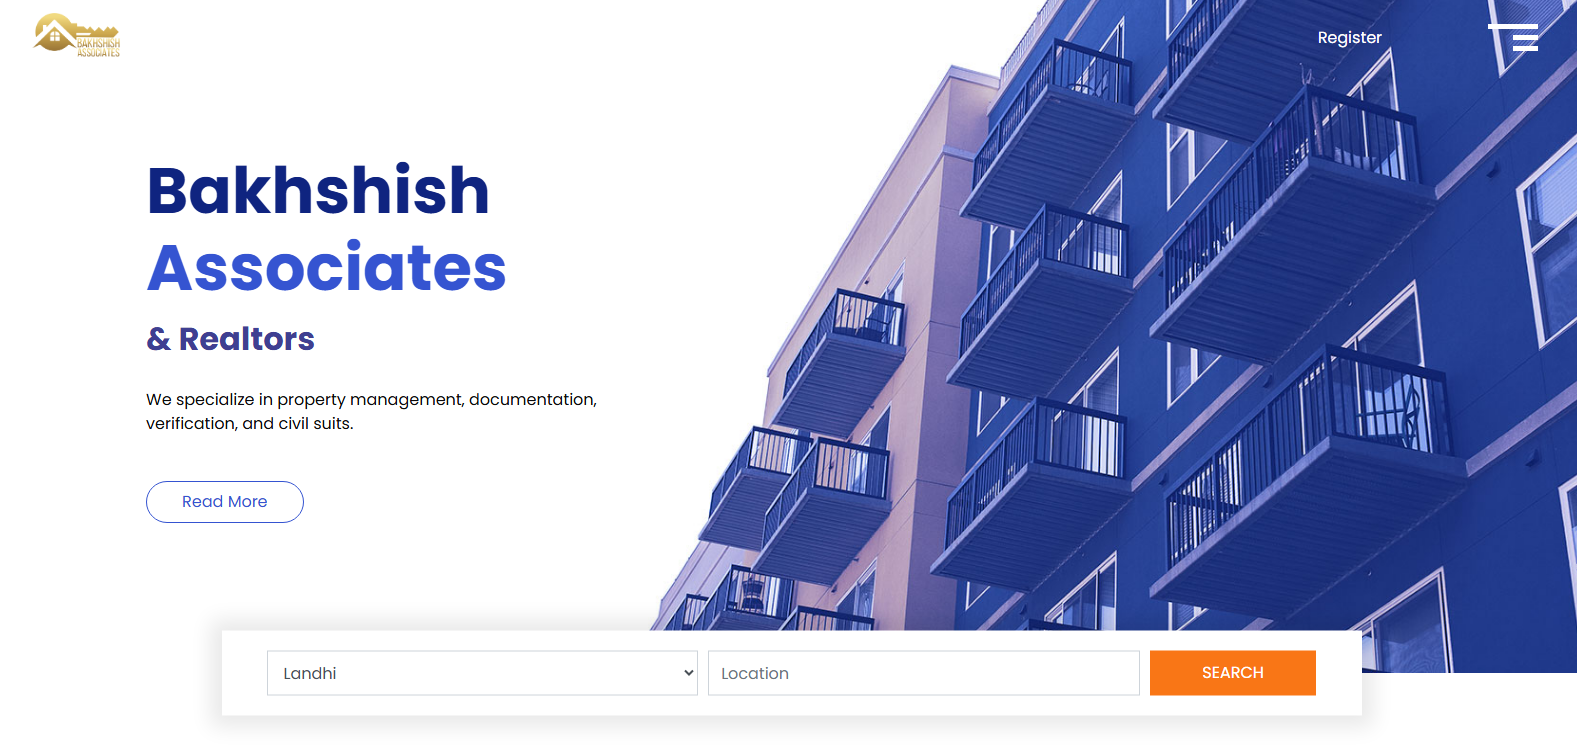 BAKHSHISH
ASSOCIATES
Register
Bakhshish
Associates
& Realtors
We specialize in property management, documentation,
verification, and civil suits.
Read More
Landhi
Location
SEARCH